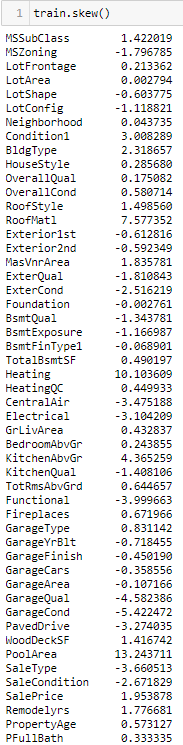 1 train.skew()
MSSubClass 1.422019
MSZoning -1.796785
LotFrontage 0.213362
LotArea 0.002794
LotShape -0.603775
LotConfig -1.118821
Neighborhood 0.043735
Condition1 3.008289
BldgType 2.318657
HouseStyle 0.285680
OverallQual 0.175082
OverallCond 0.580714
RoofStyle 1.498560
RoofMatl 7.577352
Exterior1st -0.612816
Exterior2nd -0.592349
MasVnrArea 1.835781
ExterQual -1.810843
ExterCond -2.516219
Foundation -0.002761
BsmtQual -1.343781
BsmtExposure -1.166987
BsmtFinType1 -0.068901
TotalBsmtSF 0.490197
Heating 10.103609
HeatingQC 0.449933
CentralAir -3.475188
Electrical -3.104209
GrLivArea 0.432837
BedroomAbvGr 0.243855
KitchenAbvGr 4.365259
KitchenQual -1.408106
TotRmsAbvGrd 0.644657
Functional -3.999663
Fireplaces 0.671966
GarageType 0.831142
GarageYrBlt -0.718455
GarageFinish -0.450190
GarageCars -0.358556
GarageArea -0.107166
GarageQual -4.582386
GarageCond -5.422472
PavedDrive -3.274035
WoodDeckSF 1.416742
PoolArea 13.243711
SaleType -3.660513
SaleCondition -2.671829
SalePrice 1.953878
Remodelyrs 1.776681
PropertyAge 0.573127
PFullBath 0.333335